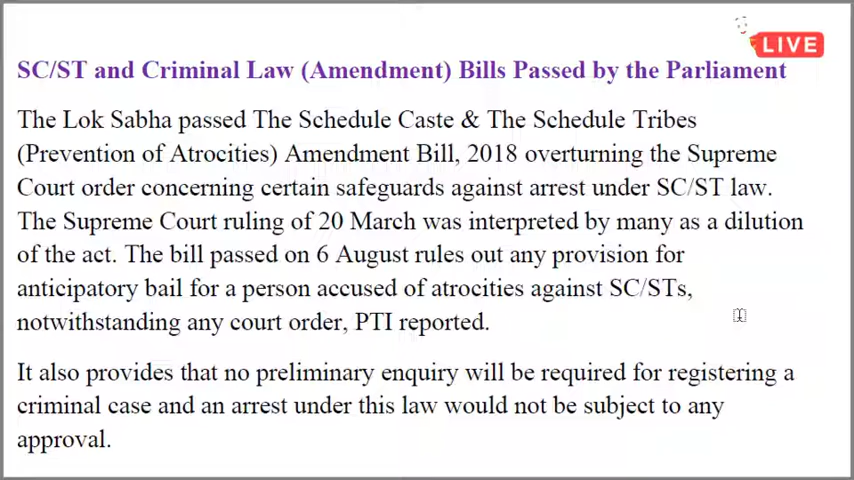 LIVE
SC/ST and Criminal Law (Amendment) Bills Passed by the Parliament
The Lok Sabha passed The Schedule Caste & The Schedule Tribes
(Prevention of Atrocities) Amendment Bill, 2018 overturning the Supreme
Court order concerning certain safeguards against arrest under SC/ST law.
The Supreme Court ruling of 20 March was interpreted by many as a dilution
of the act. The bill passed on 6 August rules out any provision for
anticipatory bail for a person accused of atrocities against SC/STs,
notwithstanding any court order, PTI reported.
It also provides that no preliminary enquiry will be required for registering a
criminal case and an arrest under this law would not be subject to any
approval.